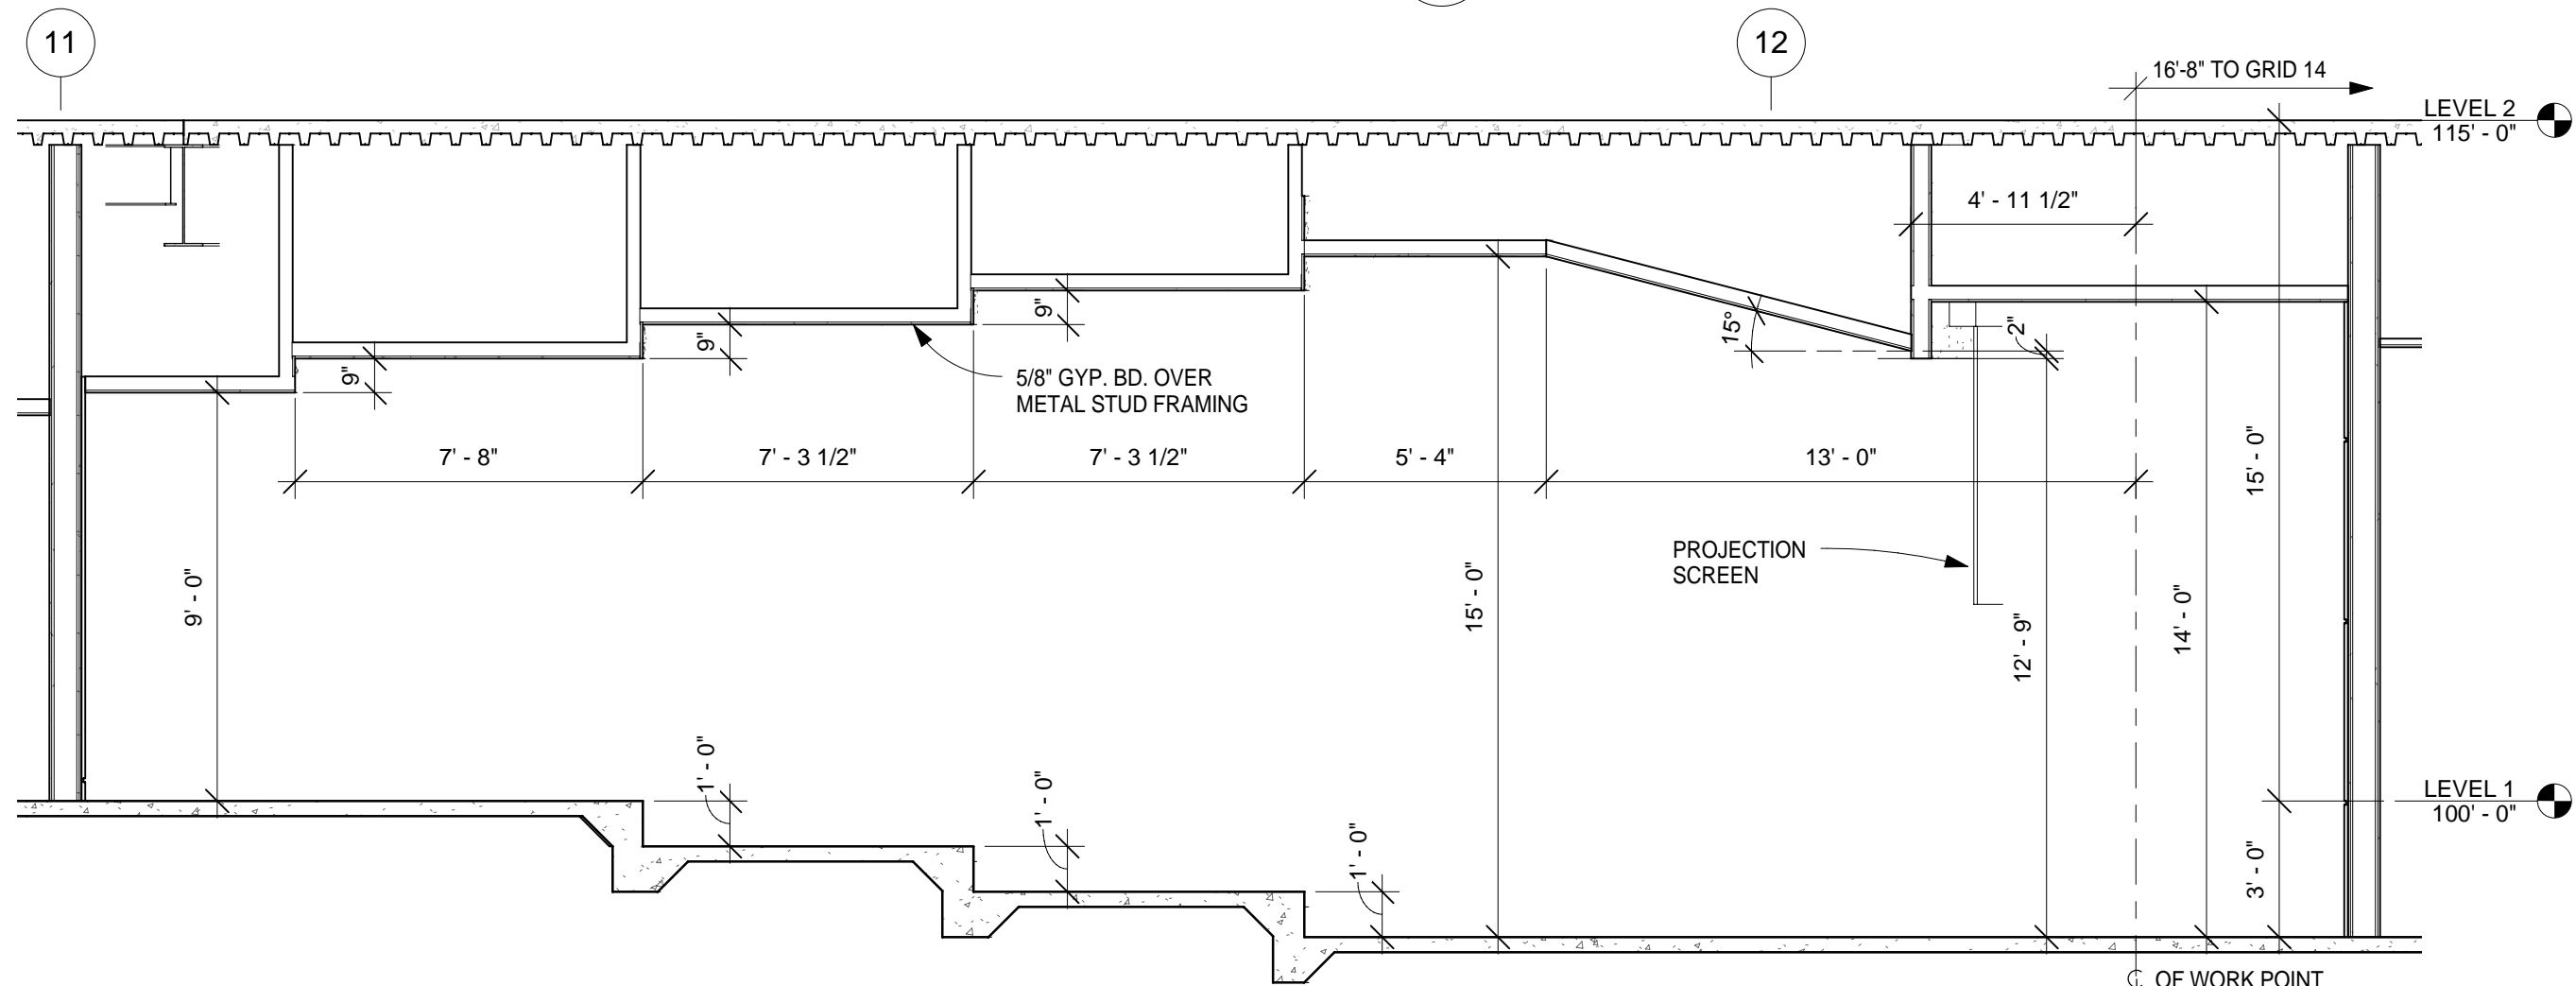 11
12
16'-8" TO GRID 14
LEVEL 2
115' - 0"
4' - 11 1/2"
9"
9"
9"
15°
2"
5/8" GYP. BD. OVER
METAL STUD FRAMING
7' - 8"
7' - 3 1/2"
7' - 3 1/2"
5' - 4"
13' - 0"
15' - 0"
PROJECTION
SCREEN
9' - 0"
15' - 0"
12' - 9"
14' - 0"
1' - 0"
1' - 0"
1' - 0"
LEVEL 1
100' - 0"
3' - 0"
℄ OF WORK POINT